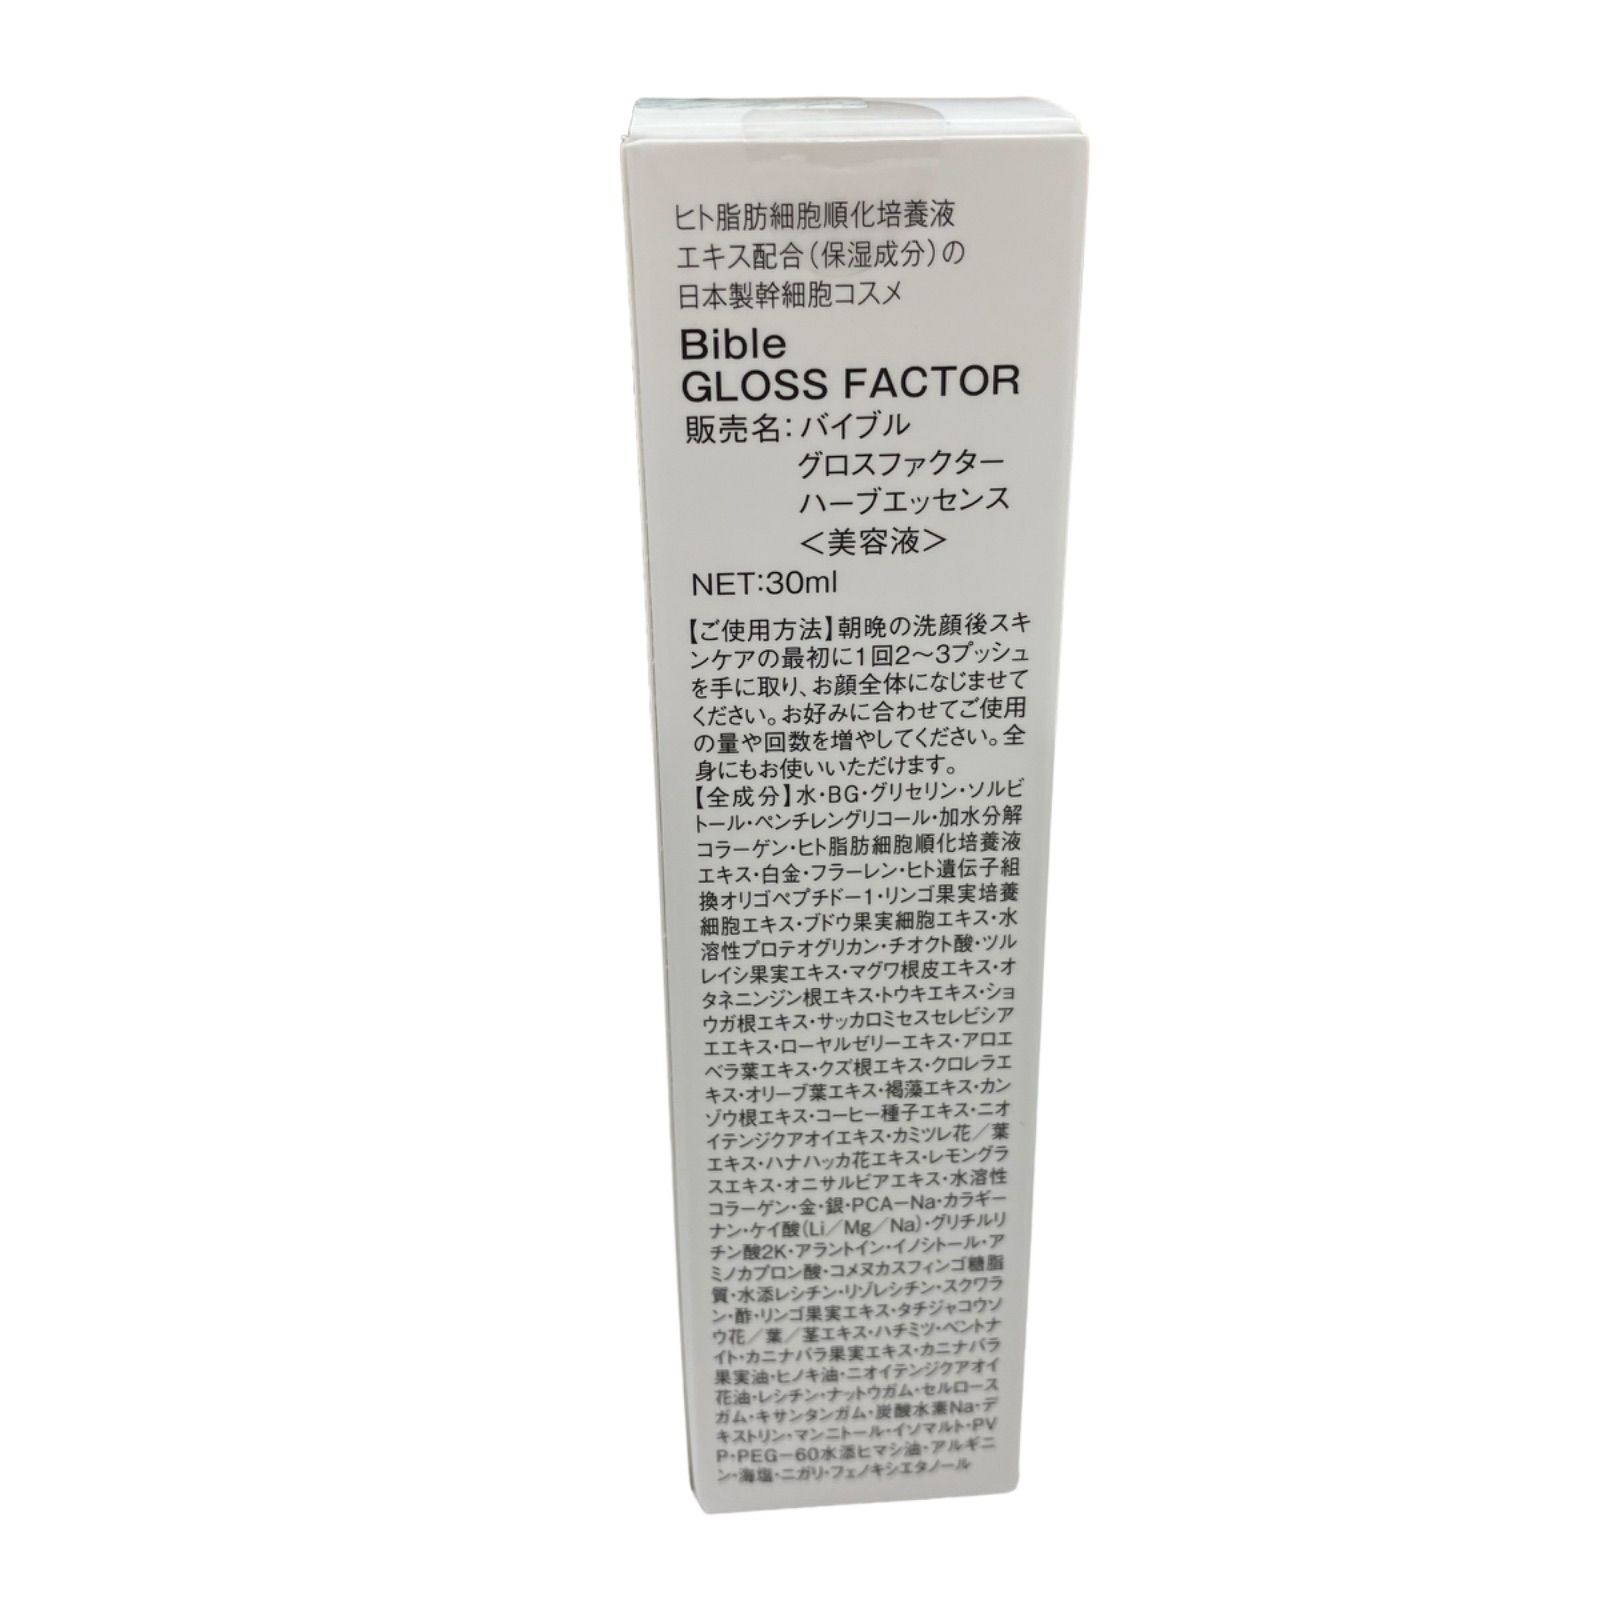 ヒト脂肪細胞順化培養液
エキス配合(保湿成分)の
日本製幹細胞コスメ
Bible
GLOSS FACTOR
販売名:バイブル
グロスファクター
ハーブエッセンス
<美容液>
NET:30ml
【ご使用方法】朝晩の洗顔後スキ
ンケアの最初に1回2〜3プッシュ
を手に取り、お顔全体になじませて
ください。お好みに合わせてご使用
の量や回数を増やしてください。全
身にもお使いいただけます。
【全成分】水・BG・グリセリン・ソルビ
トール・ペンチレングリコール・加水分解
コラーゲン・ヒト脂肪細胞順化培養液
エキス・白金・フラーレン・ヒト遺伝子組
換オリゴペプチド−1・リンゴ果実培養
細胞エキス・ブドウ果実細胞エキス・水
溶性プロテオグリカン・チオクト酸・ツル
レイシ果実エキス・マグワ根皮エキス・オ
タネニンジン根エキス・トウキエキス・ショ
ウガ根エキス・サッカロミセスセレビシア
エエキス・ローヤルゼリーエキス・アロエ
ベラ葉エキス・クズ根エキス・クロレラエ
キス・オリーブ葉エキス・褐藻エキス・カン
ゾウ根エキス・コーヒー種子エキス・ニオ
イテンジクアオイエキス・カミツレ花/葉
エキス・ハナハッカ花エキス・レモングラ
スエキス・オニサルビアエキス・水溶性
コラーゲン・金・銀・PCA−Na・カラギー
ナン・ケイ酸(Li/Mg/Na)・グリチルリ
チン酸2K・アラントイン・イノシトール・ア
ミノカプロン酸・コメヌカスフィンゴ糖脂
質・水添レシチン・リゾレシチン・スクワラ
ン・酢・リンゴ果実エキス・タチジャコウソ
ウ花/葉/茎エキス・ハチミツ・ベントナ
イト・カニナバラ果実エキス・カニナバラ
果実油・ヒノキ油・ニオイテンジクアオイ
花油・レシチン・ナットウガム・セルロース
ガム・キサンタンガム・炭酸水素Na・デ
キストリン・マンニトール・イソマルト・PV
P・PEG−60水添ヒマシ油・アルギニ
ン・海塩・ニガリ・フェノキシエタノール